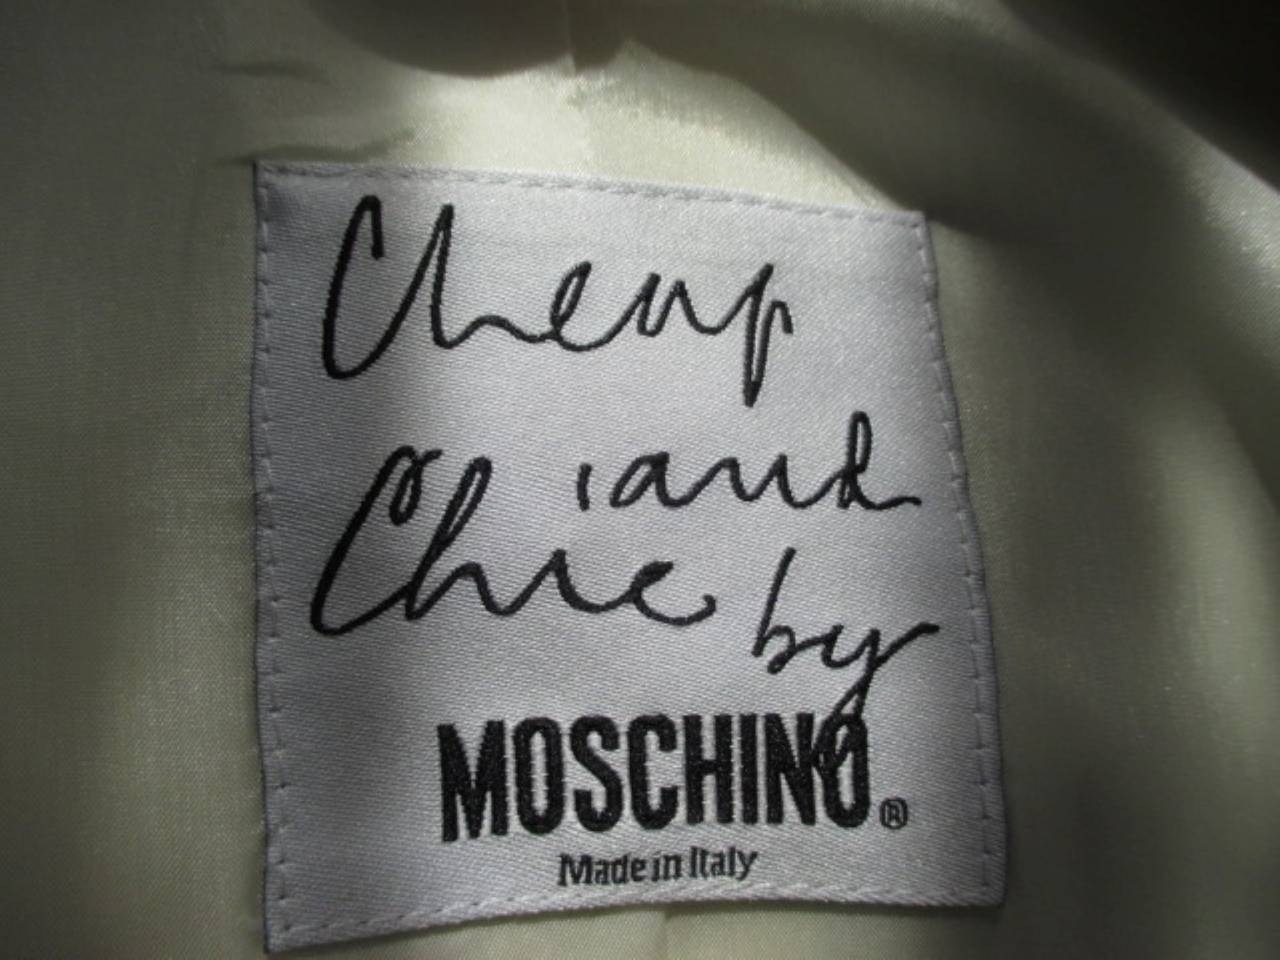 Cheap
and
Chic by
MOSCHINO®
Made in Italy